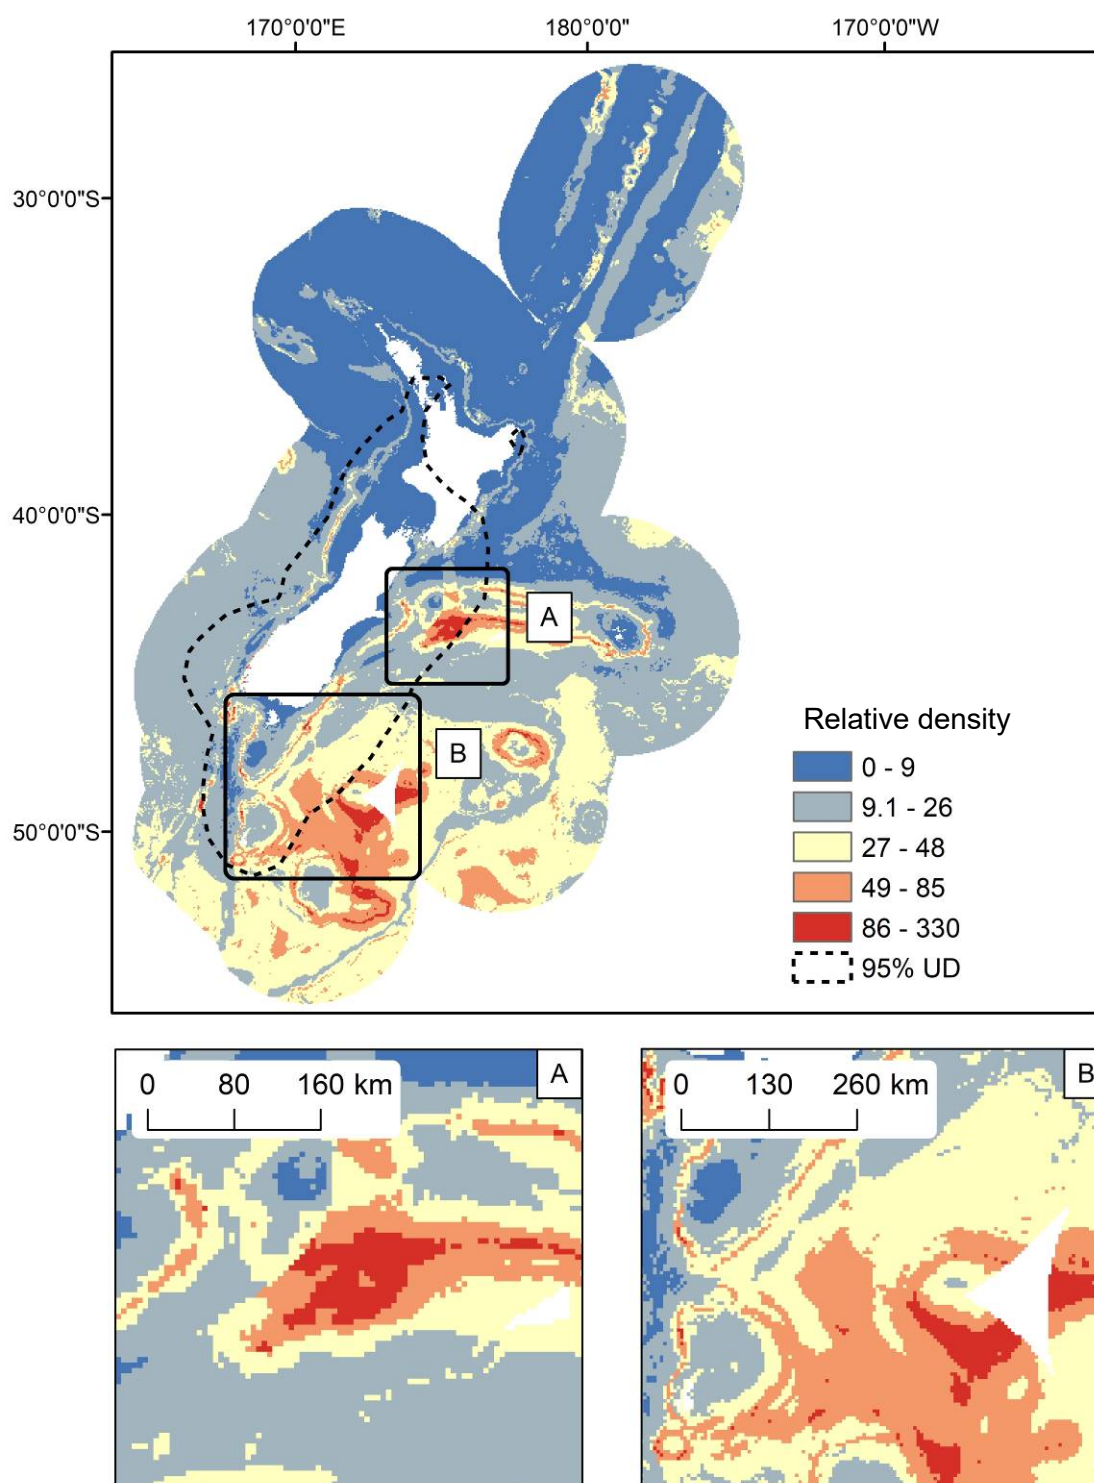 170°0'0"E 180°0'0" 170°0'0"W
30°0'0"S
40°0'0"S
A
B
50°0'0"S
Relative density
0 - 9
9.1 - 26
27 - 48
49 - 85
86 - 330
95% UD
0 80 160 km
A
0 130 260 km
B